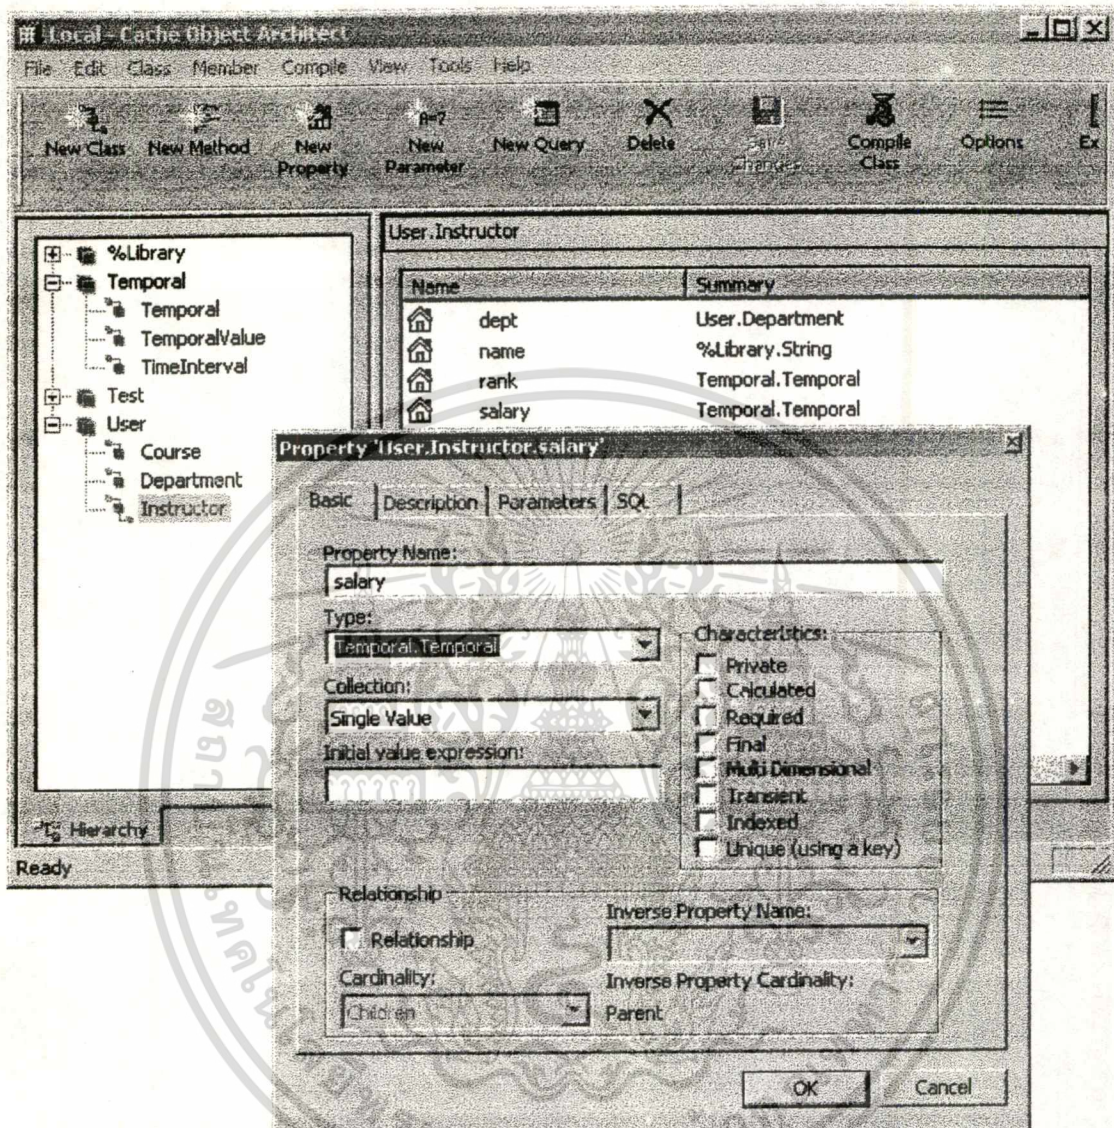 Local - Cache Object Architect
File Edit Class Member Compile View Tools Help
New Class New Method New Property New Parameter New Query Delete Save Changes Compile Class Options Ex
User.Instructor
%Library
Temporal
Temporal
TemporalValue
TimeInterval
Test
User
Course
Department
Instructor
Name Summary
dept User.Department
name %Library.String
rank Temporal.Temporal
salary Temporal.Temporal
Property 'User.Instructor.salary'
Basic Description Parameters SQL
Property Name:
salary
Type:
Temporal.Temporal
Collection:
Single Value
Initial value expression:
Characteristics:
Private
Calculated
Required
Final
Multi Dimensional
Transient
Indexed
Unique (using a key)
Hierarchy
Ready
Relationship
Relationship
Inverse Property Name:
Cardinality:
Children
Inverse Property Cardinality:
Parent
OK Cancel